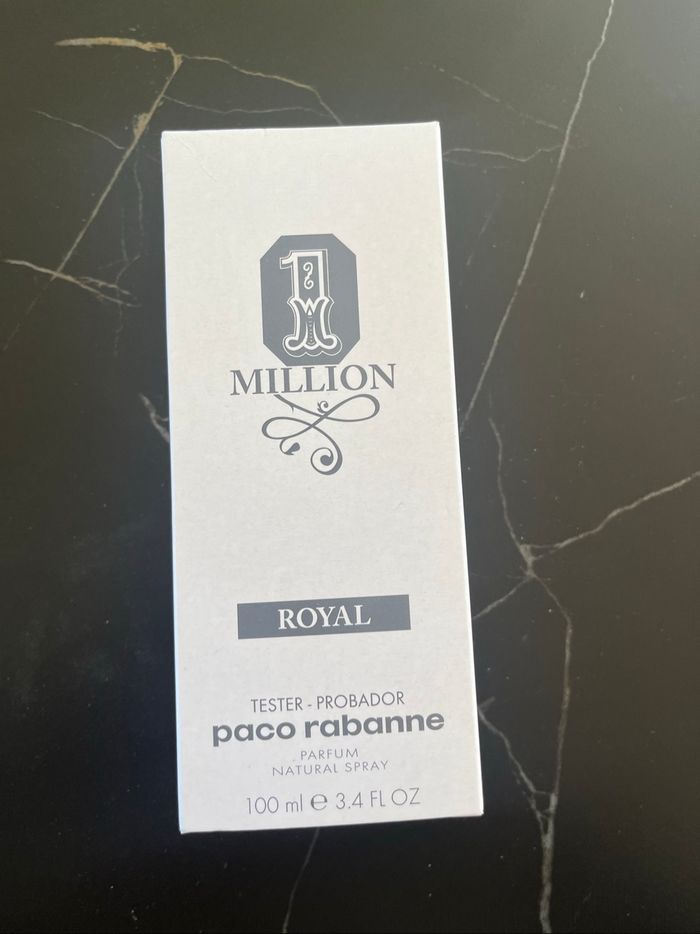 1
MILLION
ROYAL
TESTER - PROBADOR
paco rabanne
PARFUM
NATURAL SPRAY
100 ml ℮ 3.4 FL OZ